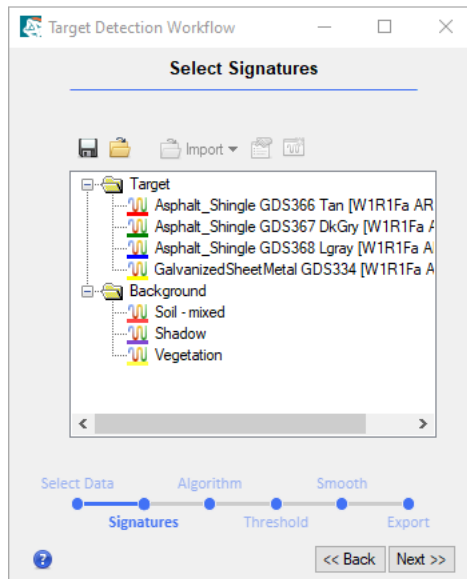 Target Detection Workflow
Select Signatures
Import
Target
Asphalt_Shingle GDS366 Tan [W1R1Fa AR
Asphalt_Shingle GDS367 DkGry [W1R1Fa A
Asphalt_Shingle GDS368 Lgray [W1R1Fa A
GalvanizedSheetMetal GDS334 [W1R1Fa A
Background
Soil - mixed
Shadow
Vegetation
Select Data Algorithm Smooth
Signatures Threshold Export
<< Back Next >>